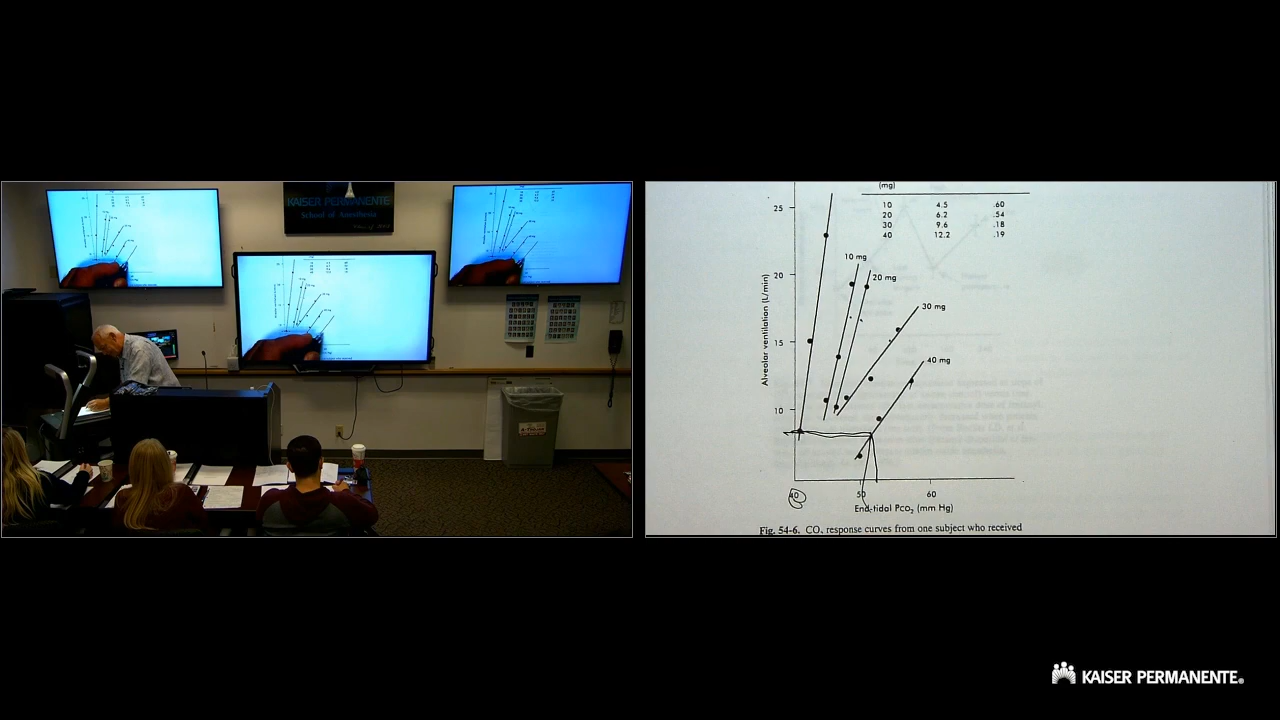 KAISER PERMANENTE
School of Anesthesia
(mg)
10 4.5 .60
20 6.2 .54
30 9.6 .18
40 12.2 .19
25
20
15
10
Alveolar ventilation (L/min)
10 mg
20 mg
30 mg
40 mg
40 50 60
End-tidal PCO₂ (mm Hg)
Fig. 54-6. CO₂ response curves from one subject who received
KAISER PERMANENTE®